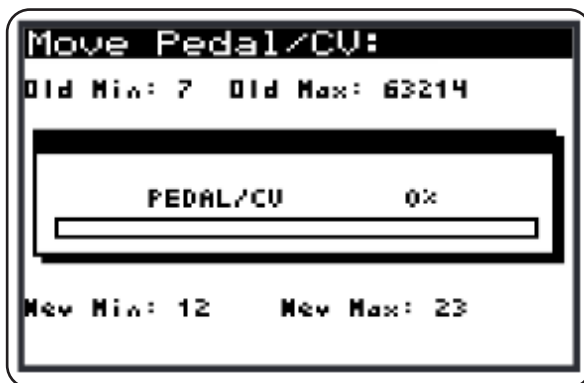 Move Pedal/CV:
Old Min: 7 Old Max: 63214
PEDAL/CV 0%
New Min: 12 New Max: 23